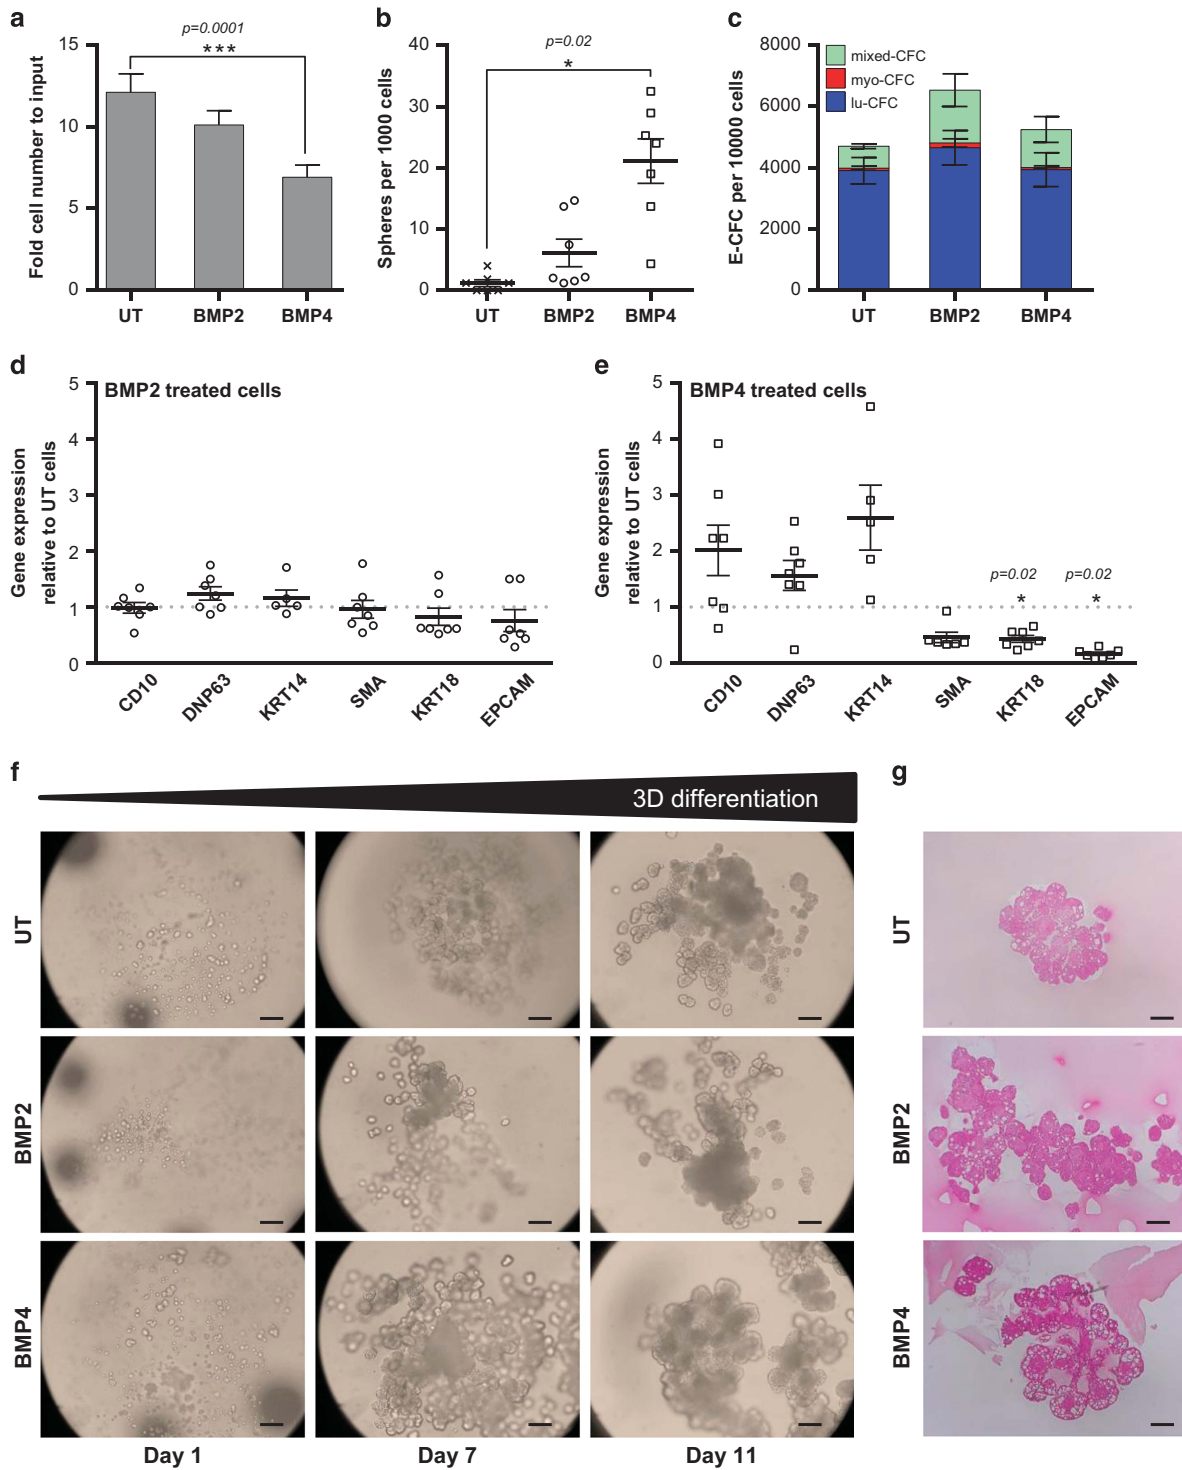 a
p=0.0001
***
Fold cell number to input
15
10
5
0
UT
BMP2
BMP4
b
p=0.02
*
Spheres per 1000 cells
40
30
20
10
0
UT
BMP2
BMP4
c
E-CFC per 10000 cells
8000
6000
4000
2000
0
mixed-CFC
myo-CFC
lu-CFC
UT
BMP2
BMP4
d
BMP2 treated cells
Gene expression
relative to UT cells
5
4
3
2
1
0
CD10
DNP63
KRT14
SMA
KRT18
EPCAM
e
BMP4 treated cells
Gene expression
relative to UT cells
5
4
3
2
1
0
p=0.02
*
p=0.02
*
CD10
DNP63
KRT14
SMA
KRT18
EPCAM
f
3D differentiation
UT
BMP2
BMP4
Day 1
Day 7
Day 11
g
UT
BMP2
BMP4